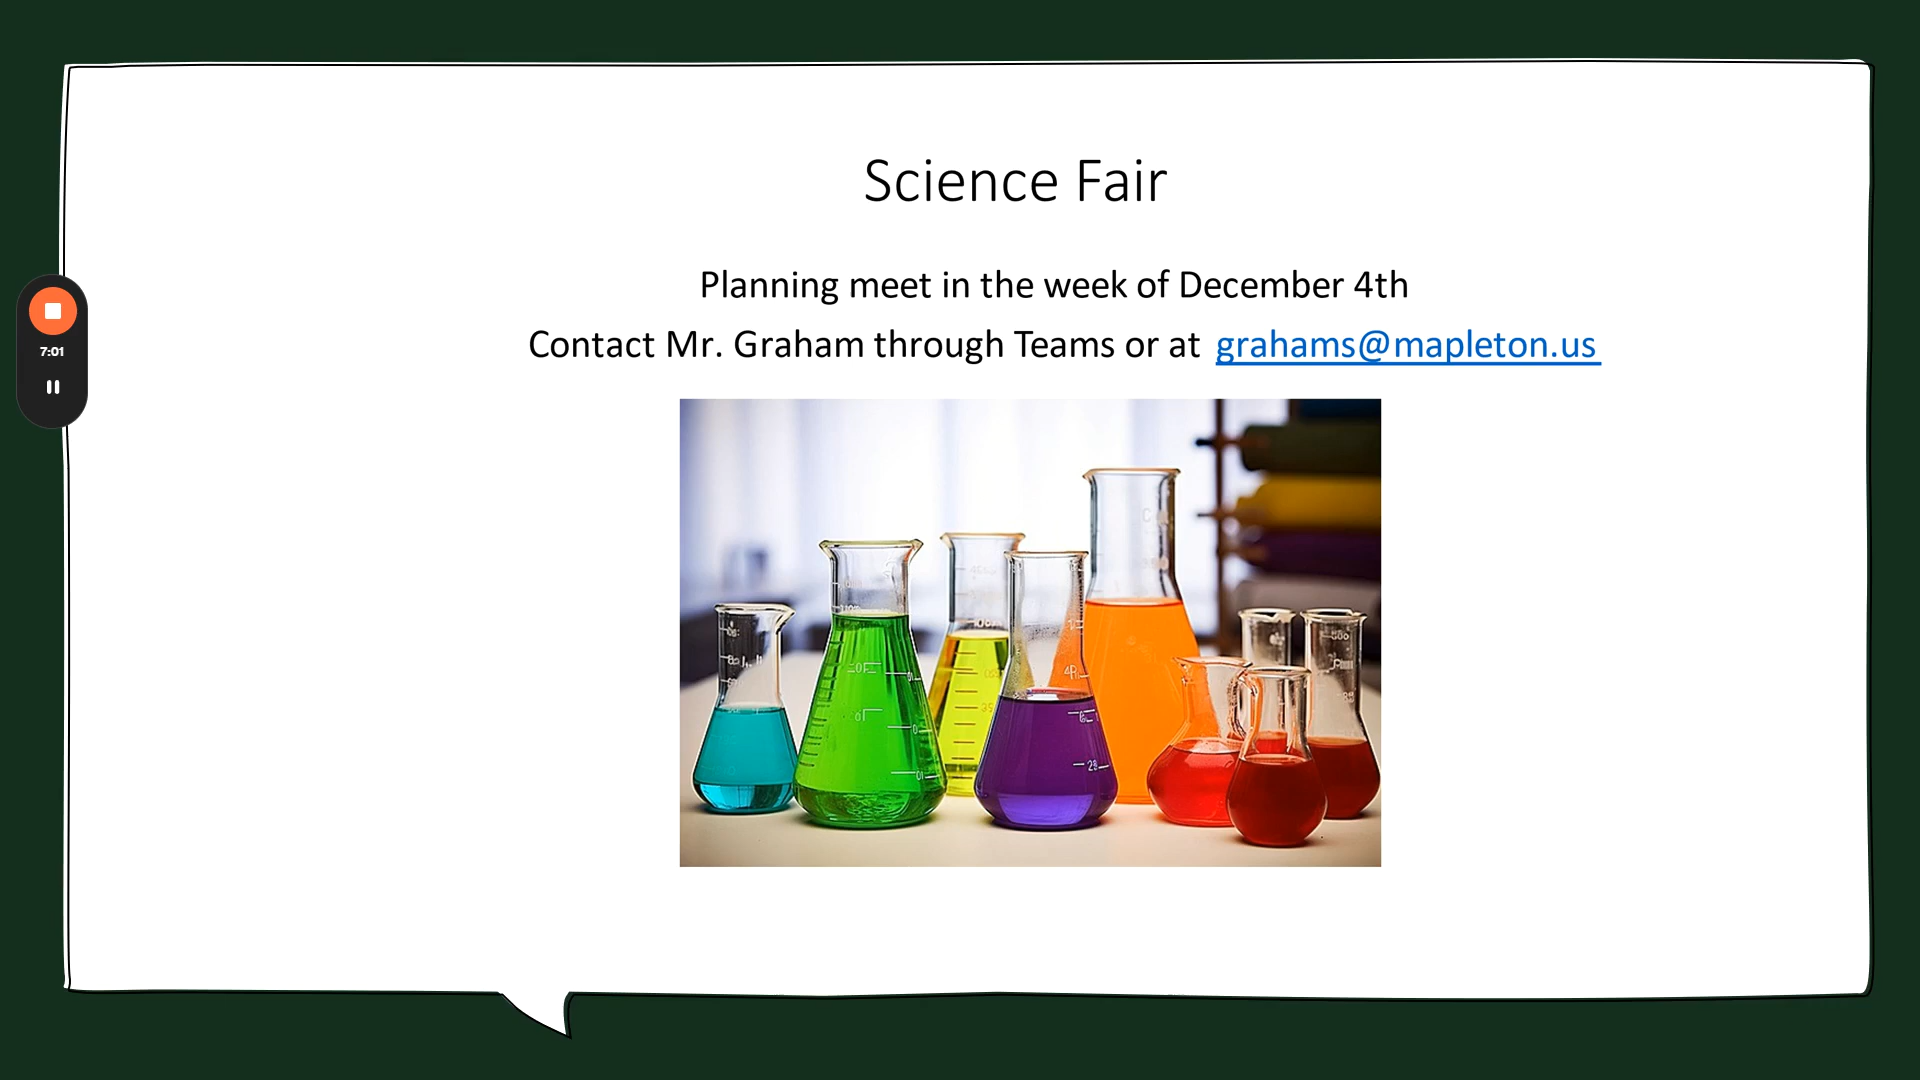 Science Fair
Planning meet in the week of December 4th
Contact Mr. Graham through Teams or at grahams@mapleton.us
7:01